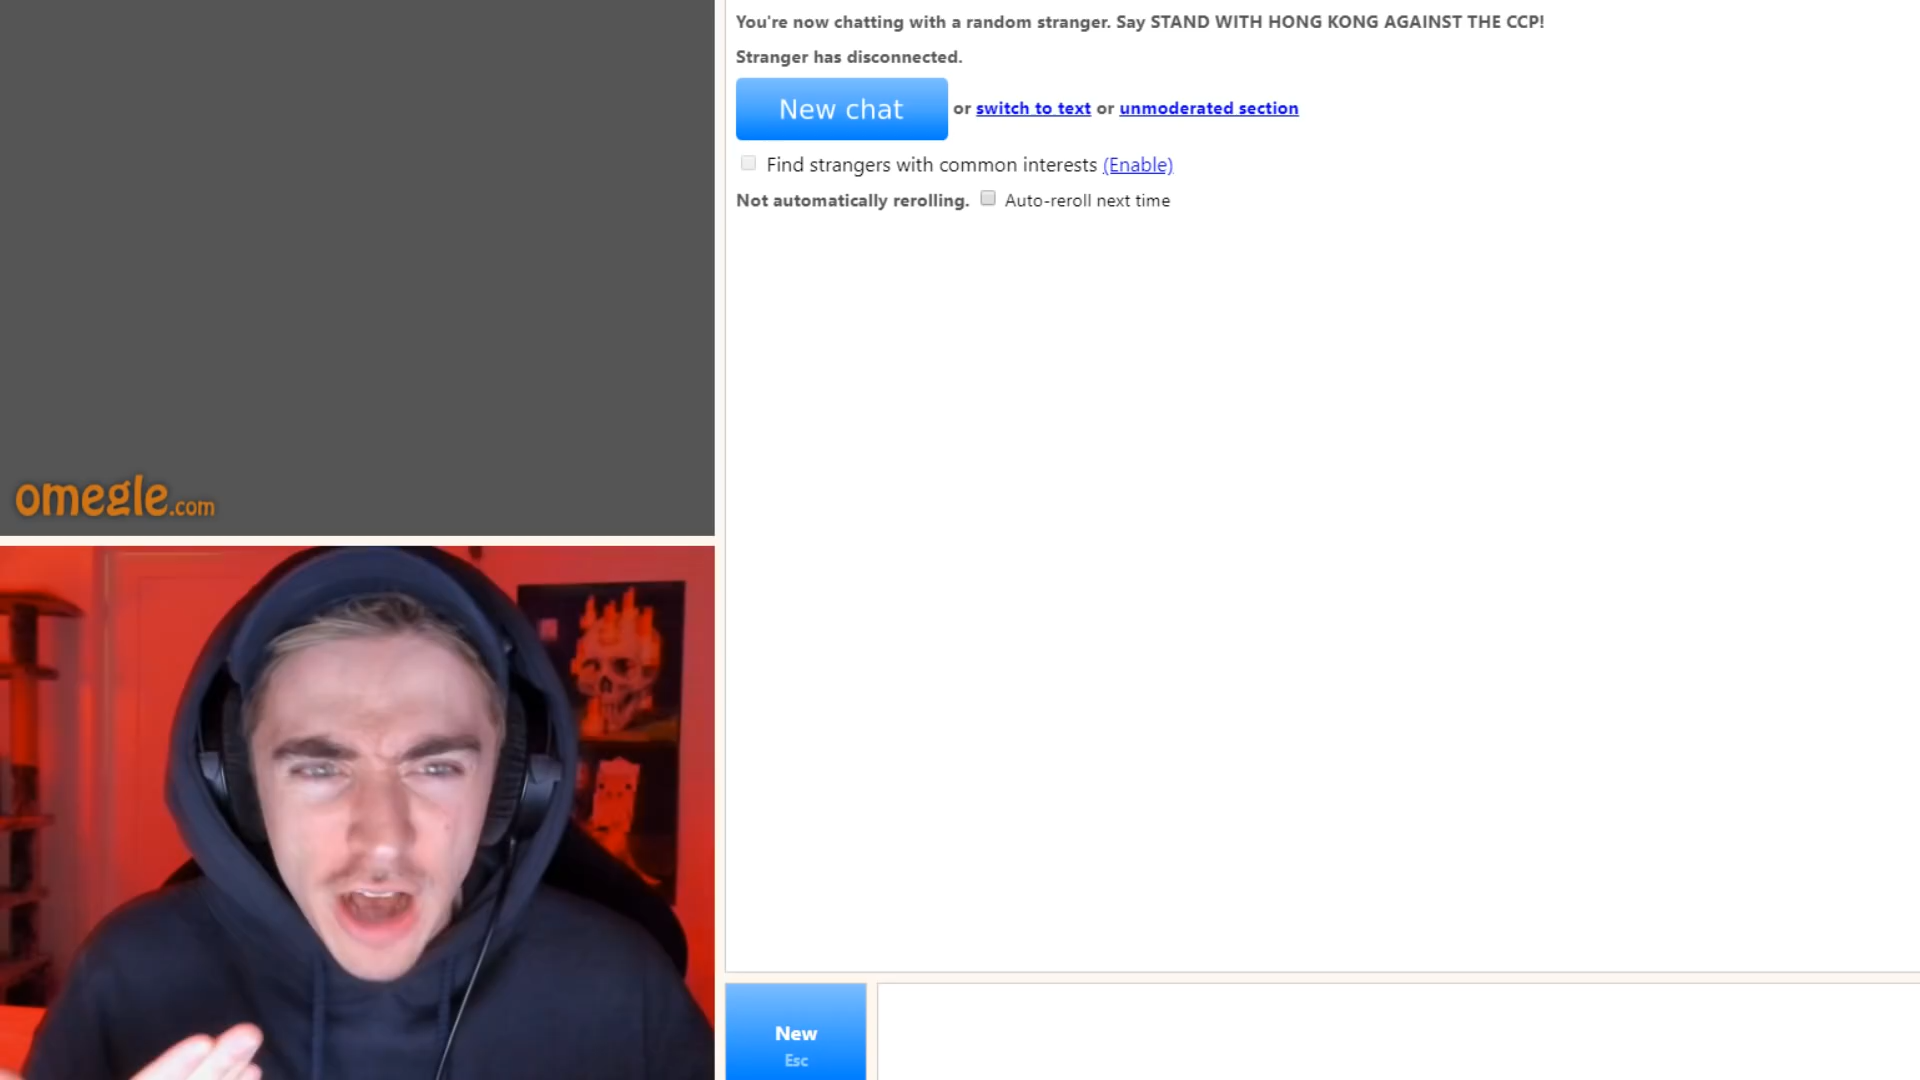 You're now chatting with a random stranger. Say STAND WITH HONG KONG AGAINST THE CCP!
Stranger has disconnected.
New chat or switch to text or unmoderated section
Find strangers with common interests (Enable)
Not automatically rerolling. Auto-reroll next time
omegle.com
New
Esc